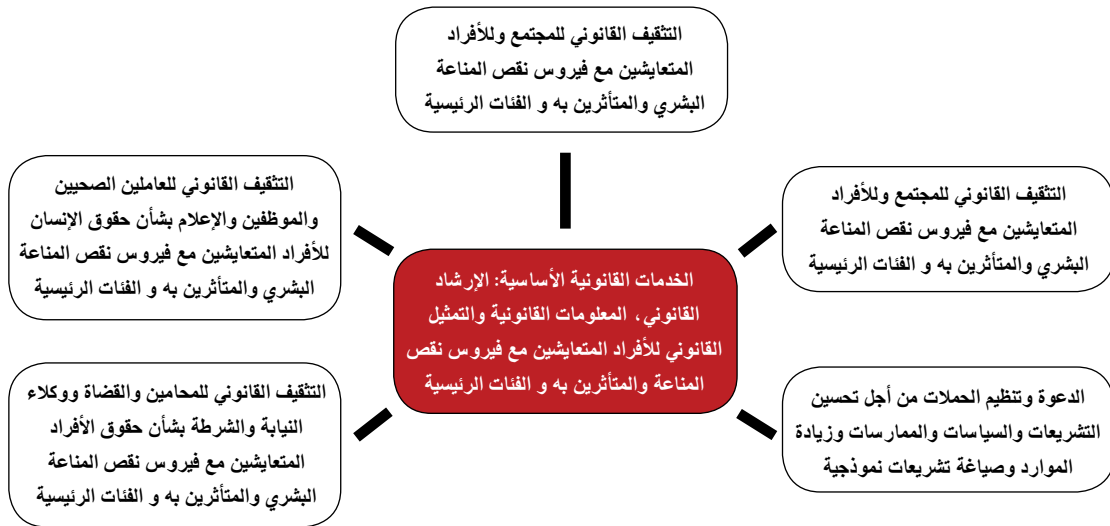 التثقيف القانوني للمجتمع وللأفراد
المتعايشين مع فيروس نقص المناعة
البشري والمتأثرين به و الفئات الرئيسية
التثقيف القانوني للمجتمع وللأفراد
المتعايشين مع فيروس نقص المناعة
البشري والمتأثرين به و الفئات الرئيسية
التثقيف القانوني للعاملين الصحيين
والموظفين والإعلام بشأن حقوق الإنسان
للأفراد المتعايشين مع فيروس نقص المناعة
البشري والمتأثرين به و الفئات الرئيسية
الخدمات القانونية الأساسية: الإرشاد
القانوني، المعلومات القانونية والتمثيل
القانوني للأفراد المتعايشين مع فيروس نقص
المناعة والمتأثرين به و الفئات الرئيسية
الدعوة وتنظيم الحملات من أجل تحسين
التشريعات والسياسات والممارسات وزيادة
الموارد وصياغة تشريعات نموذجية
التثقيف القانوني للمحامين والقضاة ووكلاء
النيابة والشرطة بشأن حقوق الأفراد
المتعايشين مع فيروس نقص المناعة
البشري والمتأثرين به و الفئات الرئيسية